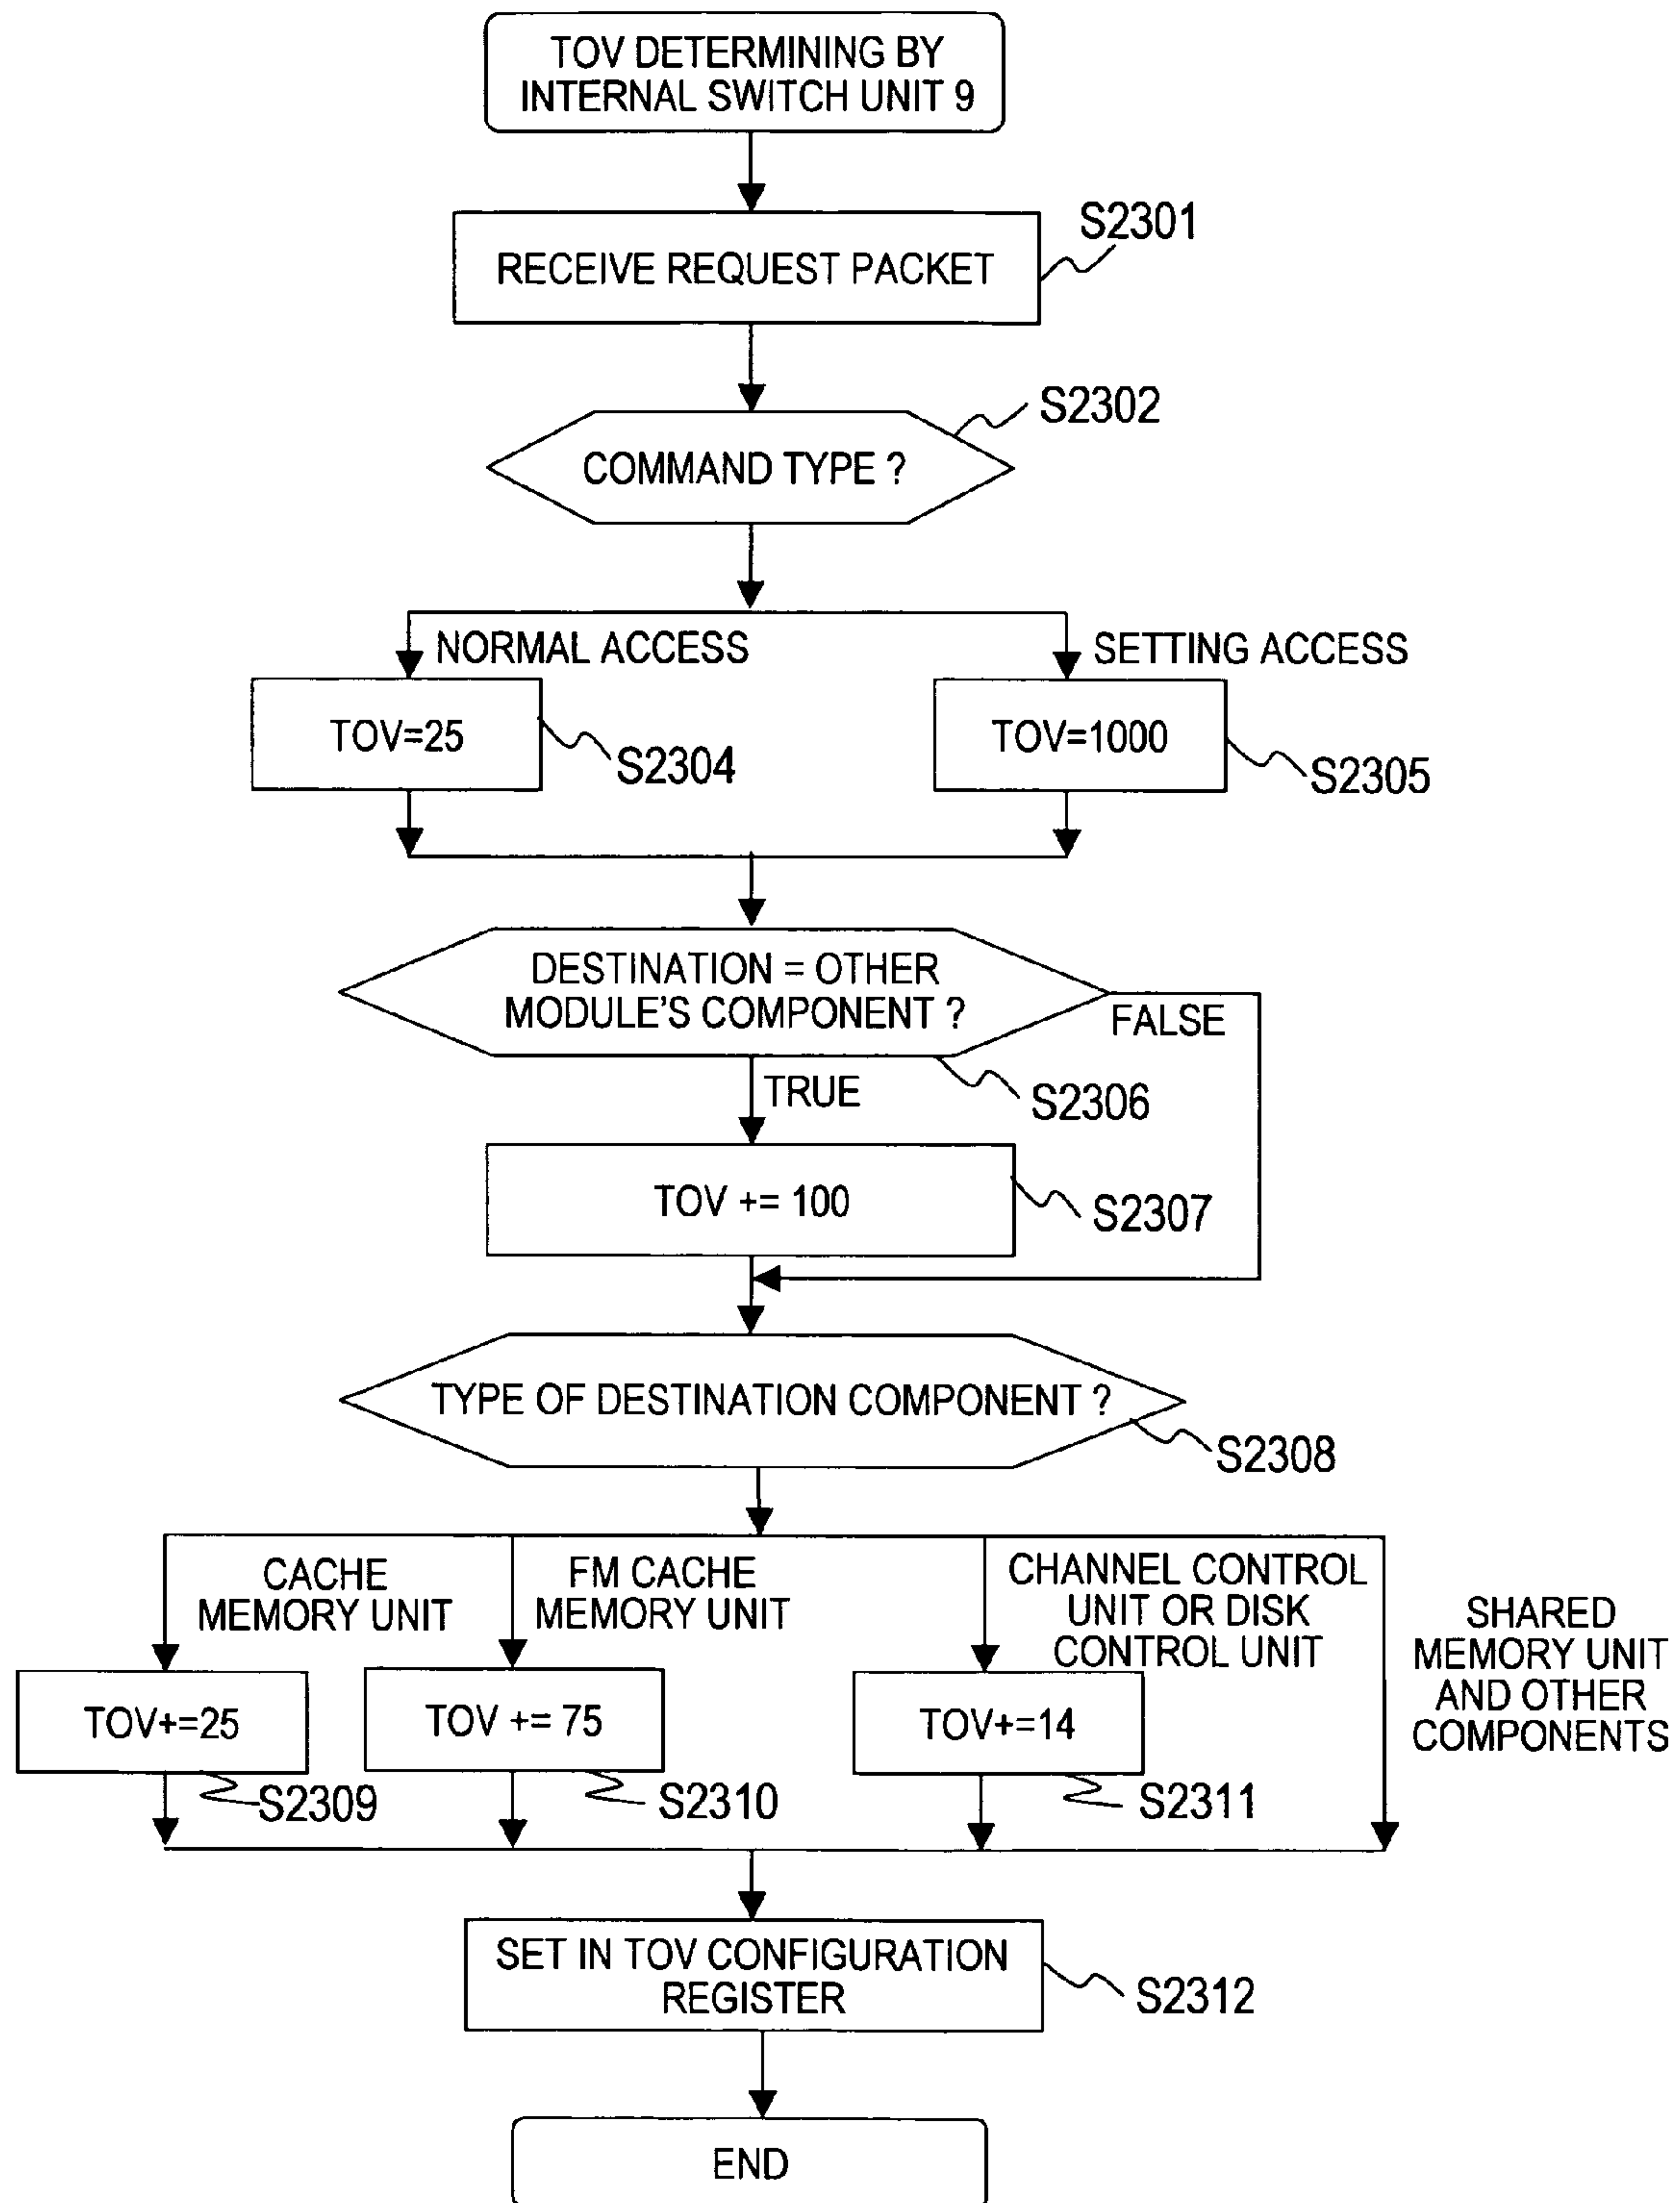 TOV DETERMINING BY
INTERNAL SWITCH UNIT 9
S2301
RECEIVE REQUEST PACKET
S2302
COMMAND TYPE ?
NORMAL ACCESS
SETTING ACCESS
TOV=25
TOV=1000
S2304
S2305
DESTINATION = OTHER
MODULE'S COMPONENT ?
FALSE
TRUE
S2306
TOV += 100
S2307
TYPE OF DESTINATION COMPONENT ?
S2308
CACHE
MEMORY UNIT
FM CACHE
MEMORY UNIT
CHANNEL CONTROL
UNIT OR DISK
CONTROL UNIT
SHARED
MEMORY UNIT
AND OTHER
COMPONENTS
TOV+=25
TOV += 75
TOV+=14
S2309
S2310
S2311
SET IN TOV CONFIGURATION
REGISTER
S2312
END